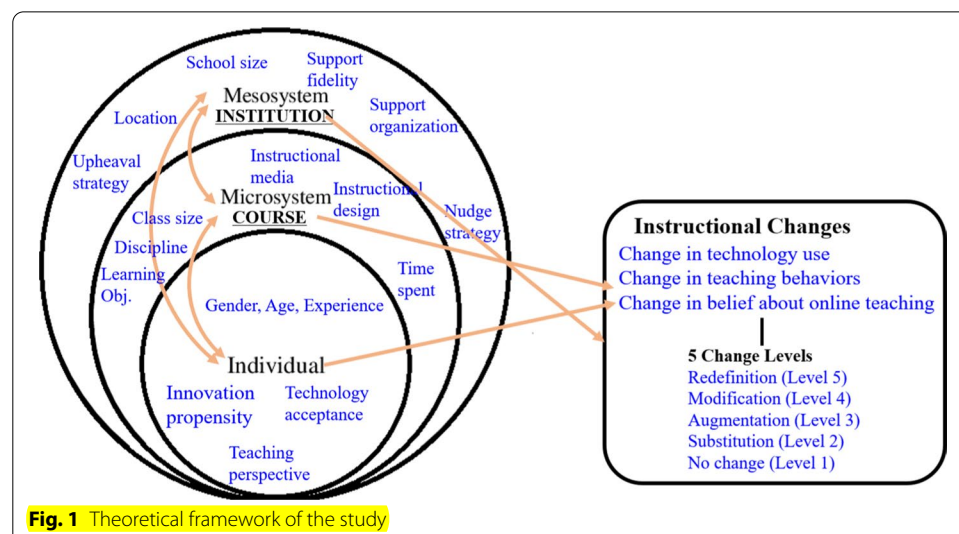 School size
Support
fidelity
Mesosystem
INSTITUTION
Support
organization
Location
Upheaval
strategy
Instructional
media
Microsystem
COURSE
Instructional
design
Class size
Nudge
strategy
Discipline
Learning
Obj.
Time
spent
Gender, Age, Experience
Individual
Innovation
propensity
Technology
acceptance
Teaching
perspective
Instructional Changes
Change in technology use
Change in teaching behaviors
Change in belief about online teaching
5 Change Levels
Redefinition (Level 5)
Modification (Level 4)
Augmentation (Level 3)
Substitution (Level 2)
No change (Level 1)
Fig. 1 Theoretical framework of the study